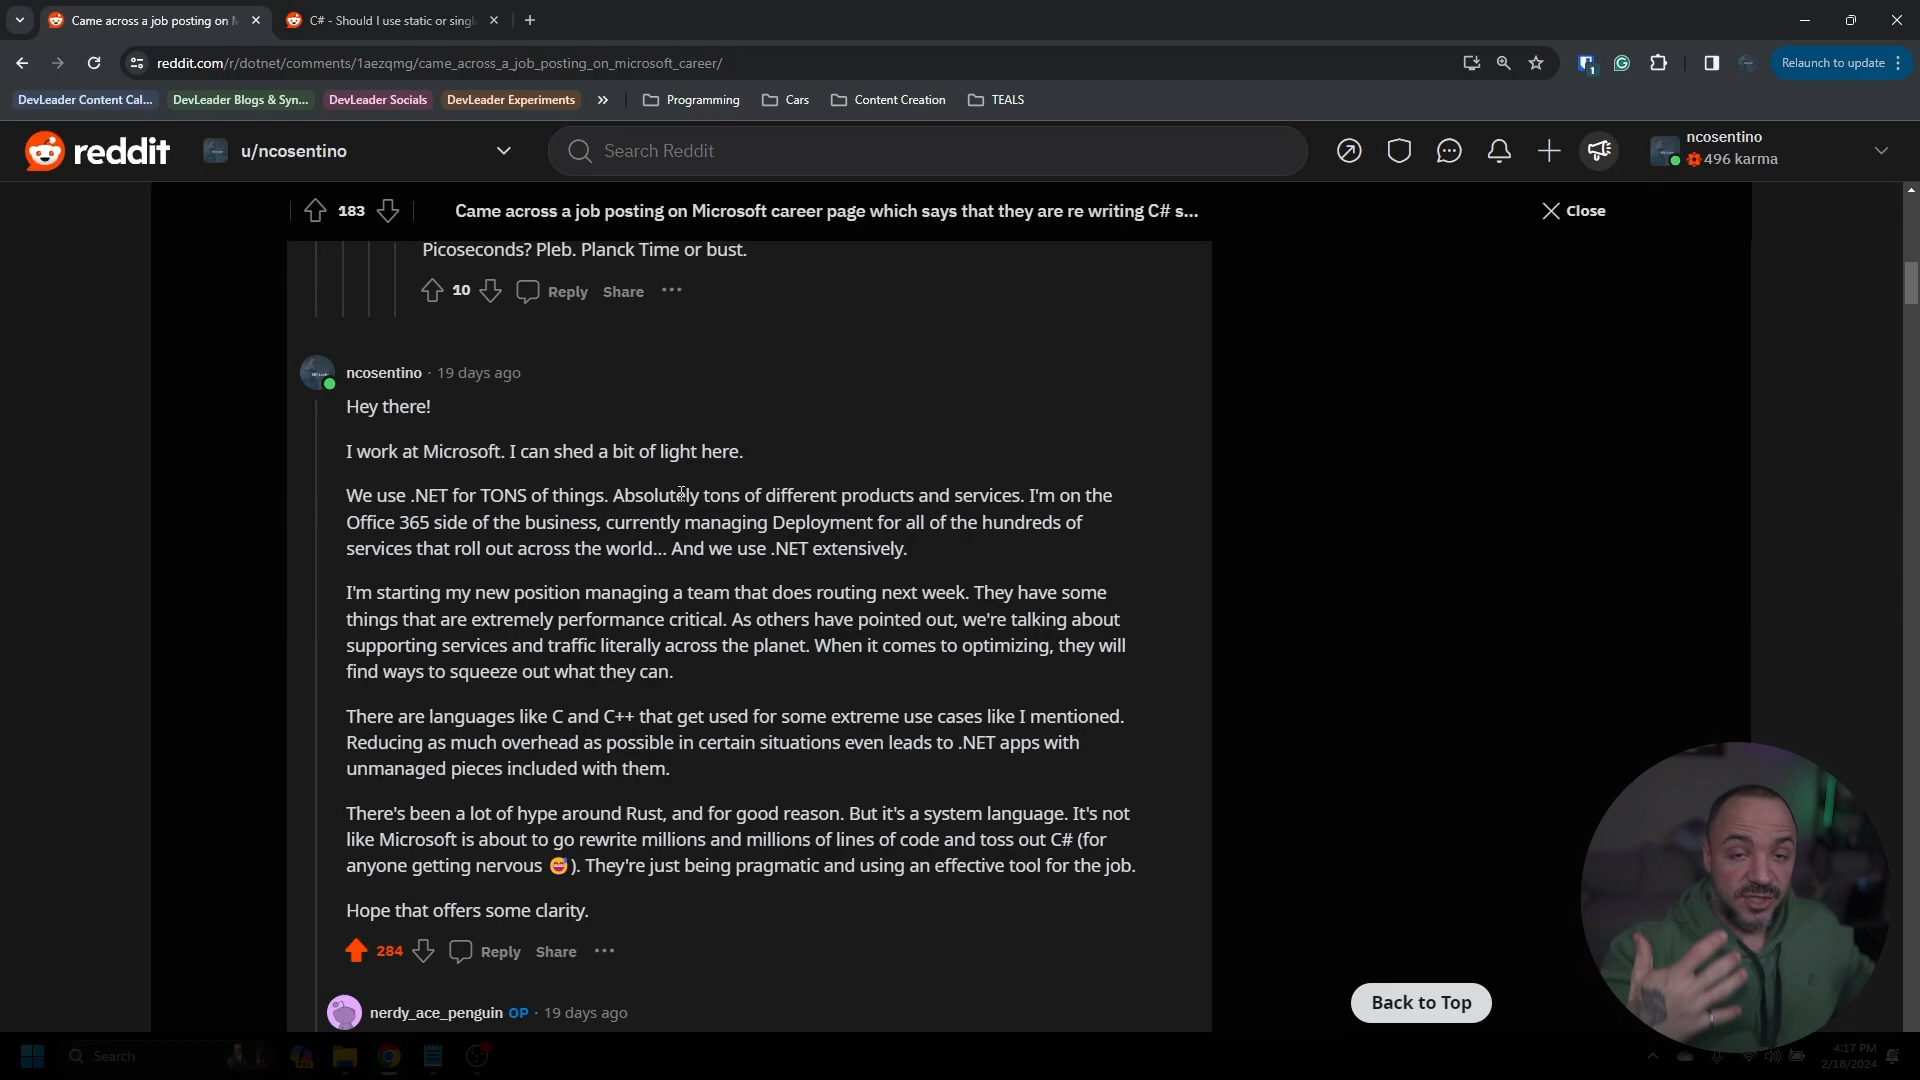 Came across a job posting on M
C# - Should I use static or singl
reddit.com/r/dotnet/comments/1aezqmg/came_across_a_job_posting_on_microsoft_career/
1
Relaunch to update
DevLeader Content Cal...
DevLeader Blogs & Syn...
DevLeader Socials
DevLeader Experiments
Programming
Cars
Content Creation
TEALS
reddit
u/ncosentino
Search Reddit
ncosentino
496 karma
183
Came across a job posting on Microsoft career page which says that they are re writing C# s...
Close
Picoseconds? Pleb. Planck Time or bust.
10
Reply
Share
ncosentino · 19 days ago
Hey there!
I work at Microsoft. I can shed a bit of light here.
We use .NET for TONS of things. Absolutely tons of different products and services. I'm on the
Office 365 side of the business, currently managing Deployment for all of the hundreds of
services that roll out across the world... And we use .NET extensively.
I'm starting my new position managing a team that does routing next week. They have some
things that are extremely performance critical. As others have pointed out, we're talking about
supporting services and traffic literally across the planet. When it comes to optimizing, they will
find ways to squeeze out what they can.
There are languages like C and C++ that get used for some extreme use cases like I mentioned.
Reducing as much overhead as possible in certain situations even leads to .NET apps with
unmanaged pieces included with them.
There's been a lot of hype around Rust, and for good reason. But it's a system language. It's not
like Microsoft is about to go rewrite millions and millions of lines of code and toss out C# (for
anyone getting nervous 😅). They're just being pragmatic and using an effective tool for the job.
Hope that offers some clarity.
284
Reply
Share
Back to Top
nerdy_ace_penguin OP · 19 days ago
Search
4:17 PM
2/18/2024